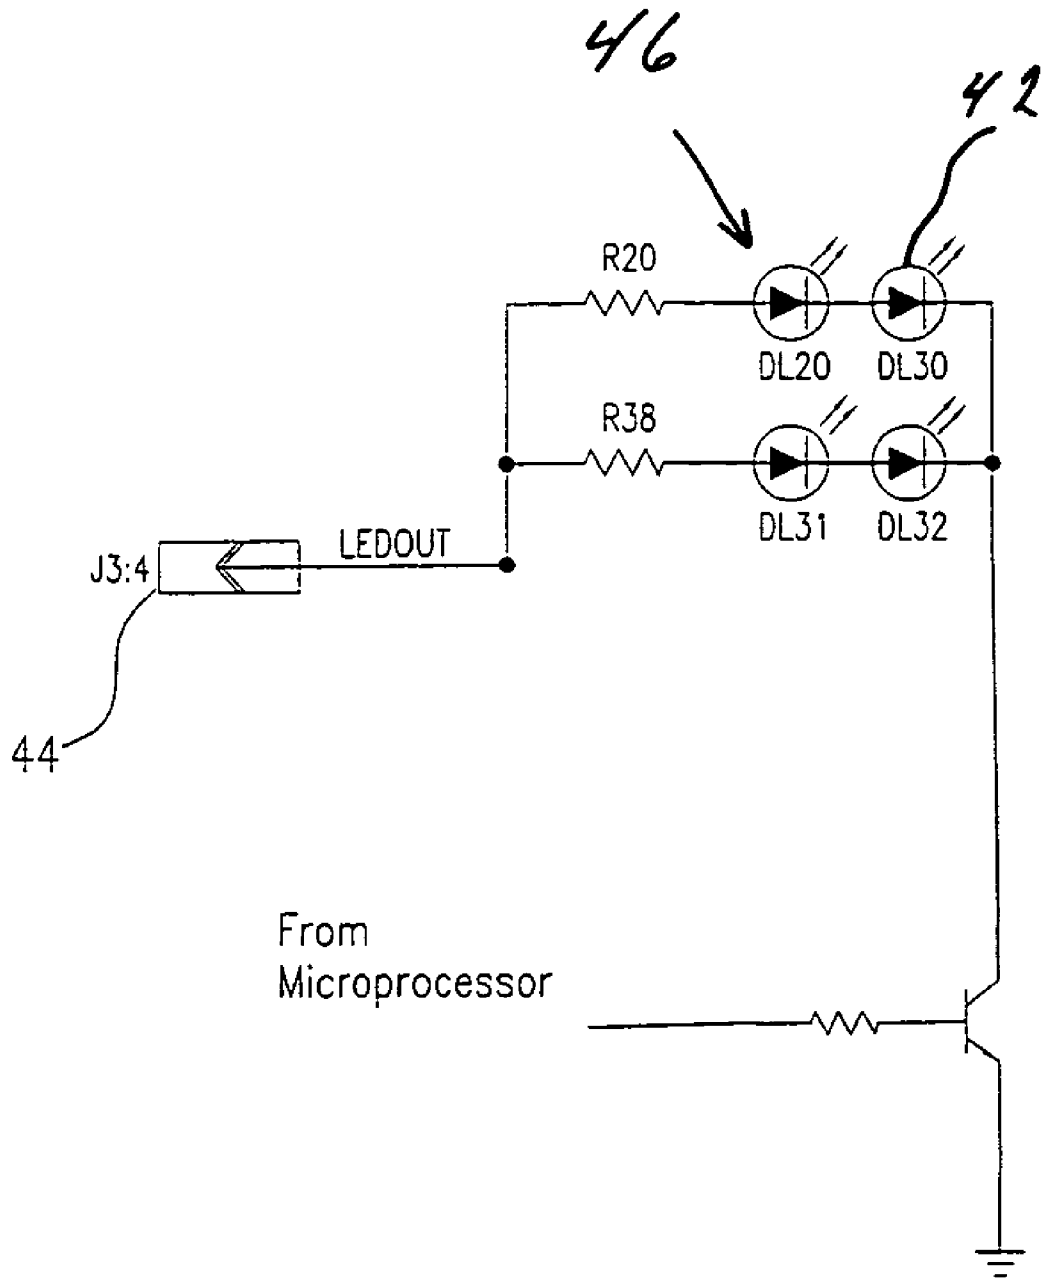 46
42
R20
DL20 DL30
R38
DL31 DL32
LEDOUT
J3:4
44
From
Microprocessor